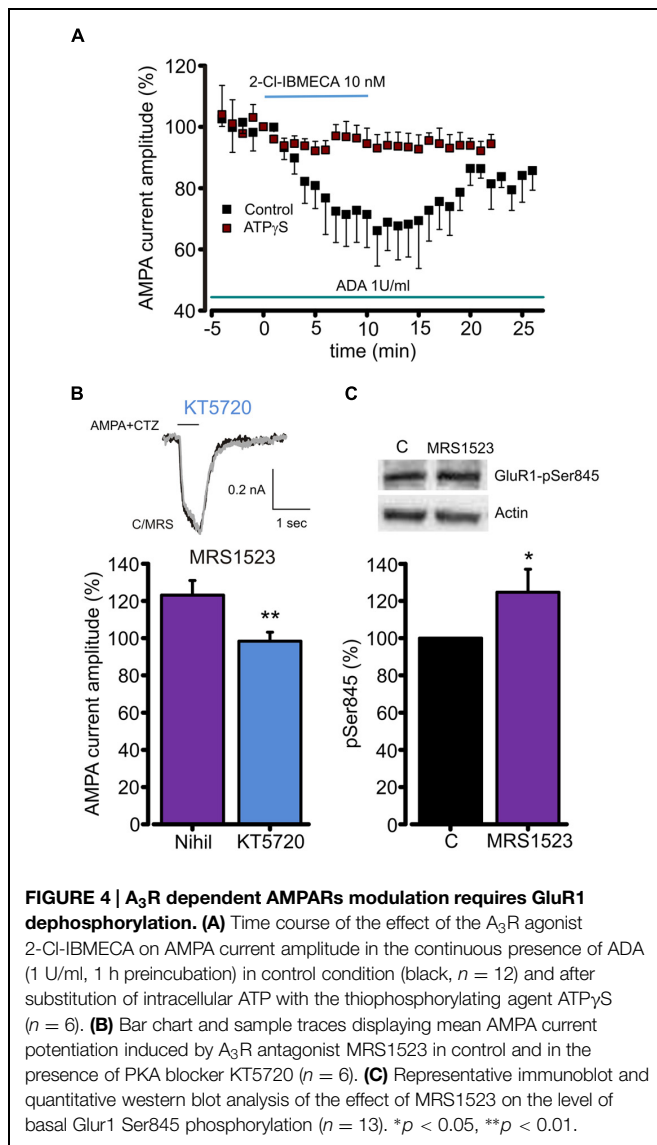 A
120
100
80
60
40
AMPA current amplitude (%)
2-Cl-IBMECA 10 nM
Control
ATPγS
ADA 1U/ml
-5 0 5 10 15 20 25
time (min)
B
KT5720
AMPA+CTZ
C/MRS
0.2 nA
1 sec
MRS1523
140
120
100
80
60
40
20
0
AMPA current amplitude (%)
**
Nihil KT5720
C
C MRS1523
GluR1-pSer845
Actin
140
120
100
80
60
40
20
0
pSer845 (%)
*
C MRS1523
FIGURE 4 | A3R dependent AMPARs modulation requires GluR1
dephosphorylation. (A) Time course of the effect of the A3R agonist
2-Cl-IBMECA on AMPA current amplitude in the continuous presence of ADA
(1 U/ml, 1 h preincubation) in control condition (black, n = 12) and after
substitution of intracellular ATP with the thiophosphorylating agent ATPγS
(n = 6). (B) Bar chart and sample traces displaying mean AMPA current
potentiation induced by A3R antagonist MRS1523 in control and in the
presence of PKA blocker KT5720 (n = 6). (C) Representative immunoblot and
quantitative western blot analysis of the effect of MRS1523 on the level of
basal Glur1 Ser845 phosphorylation (n = 13). *p < 0.05, **p < 0.01.